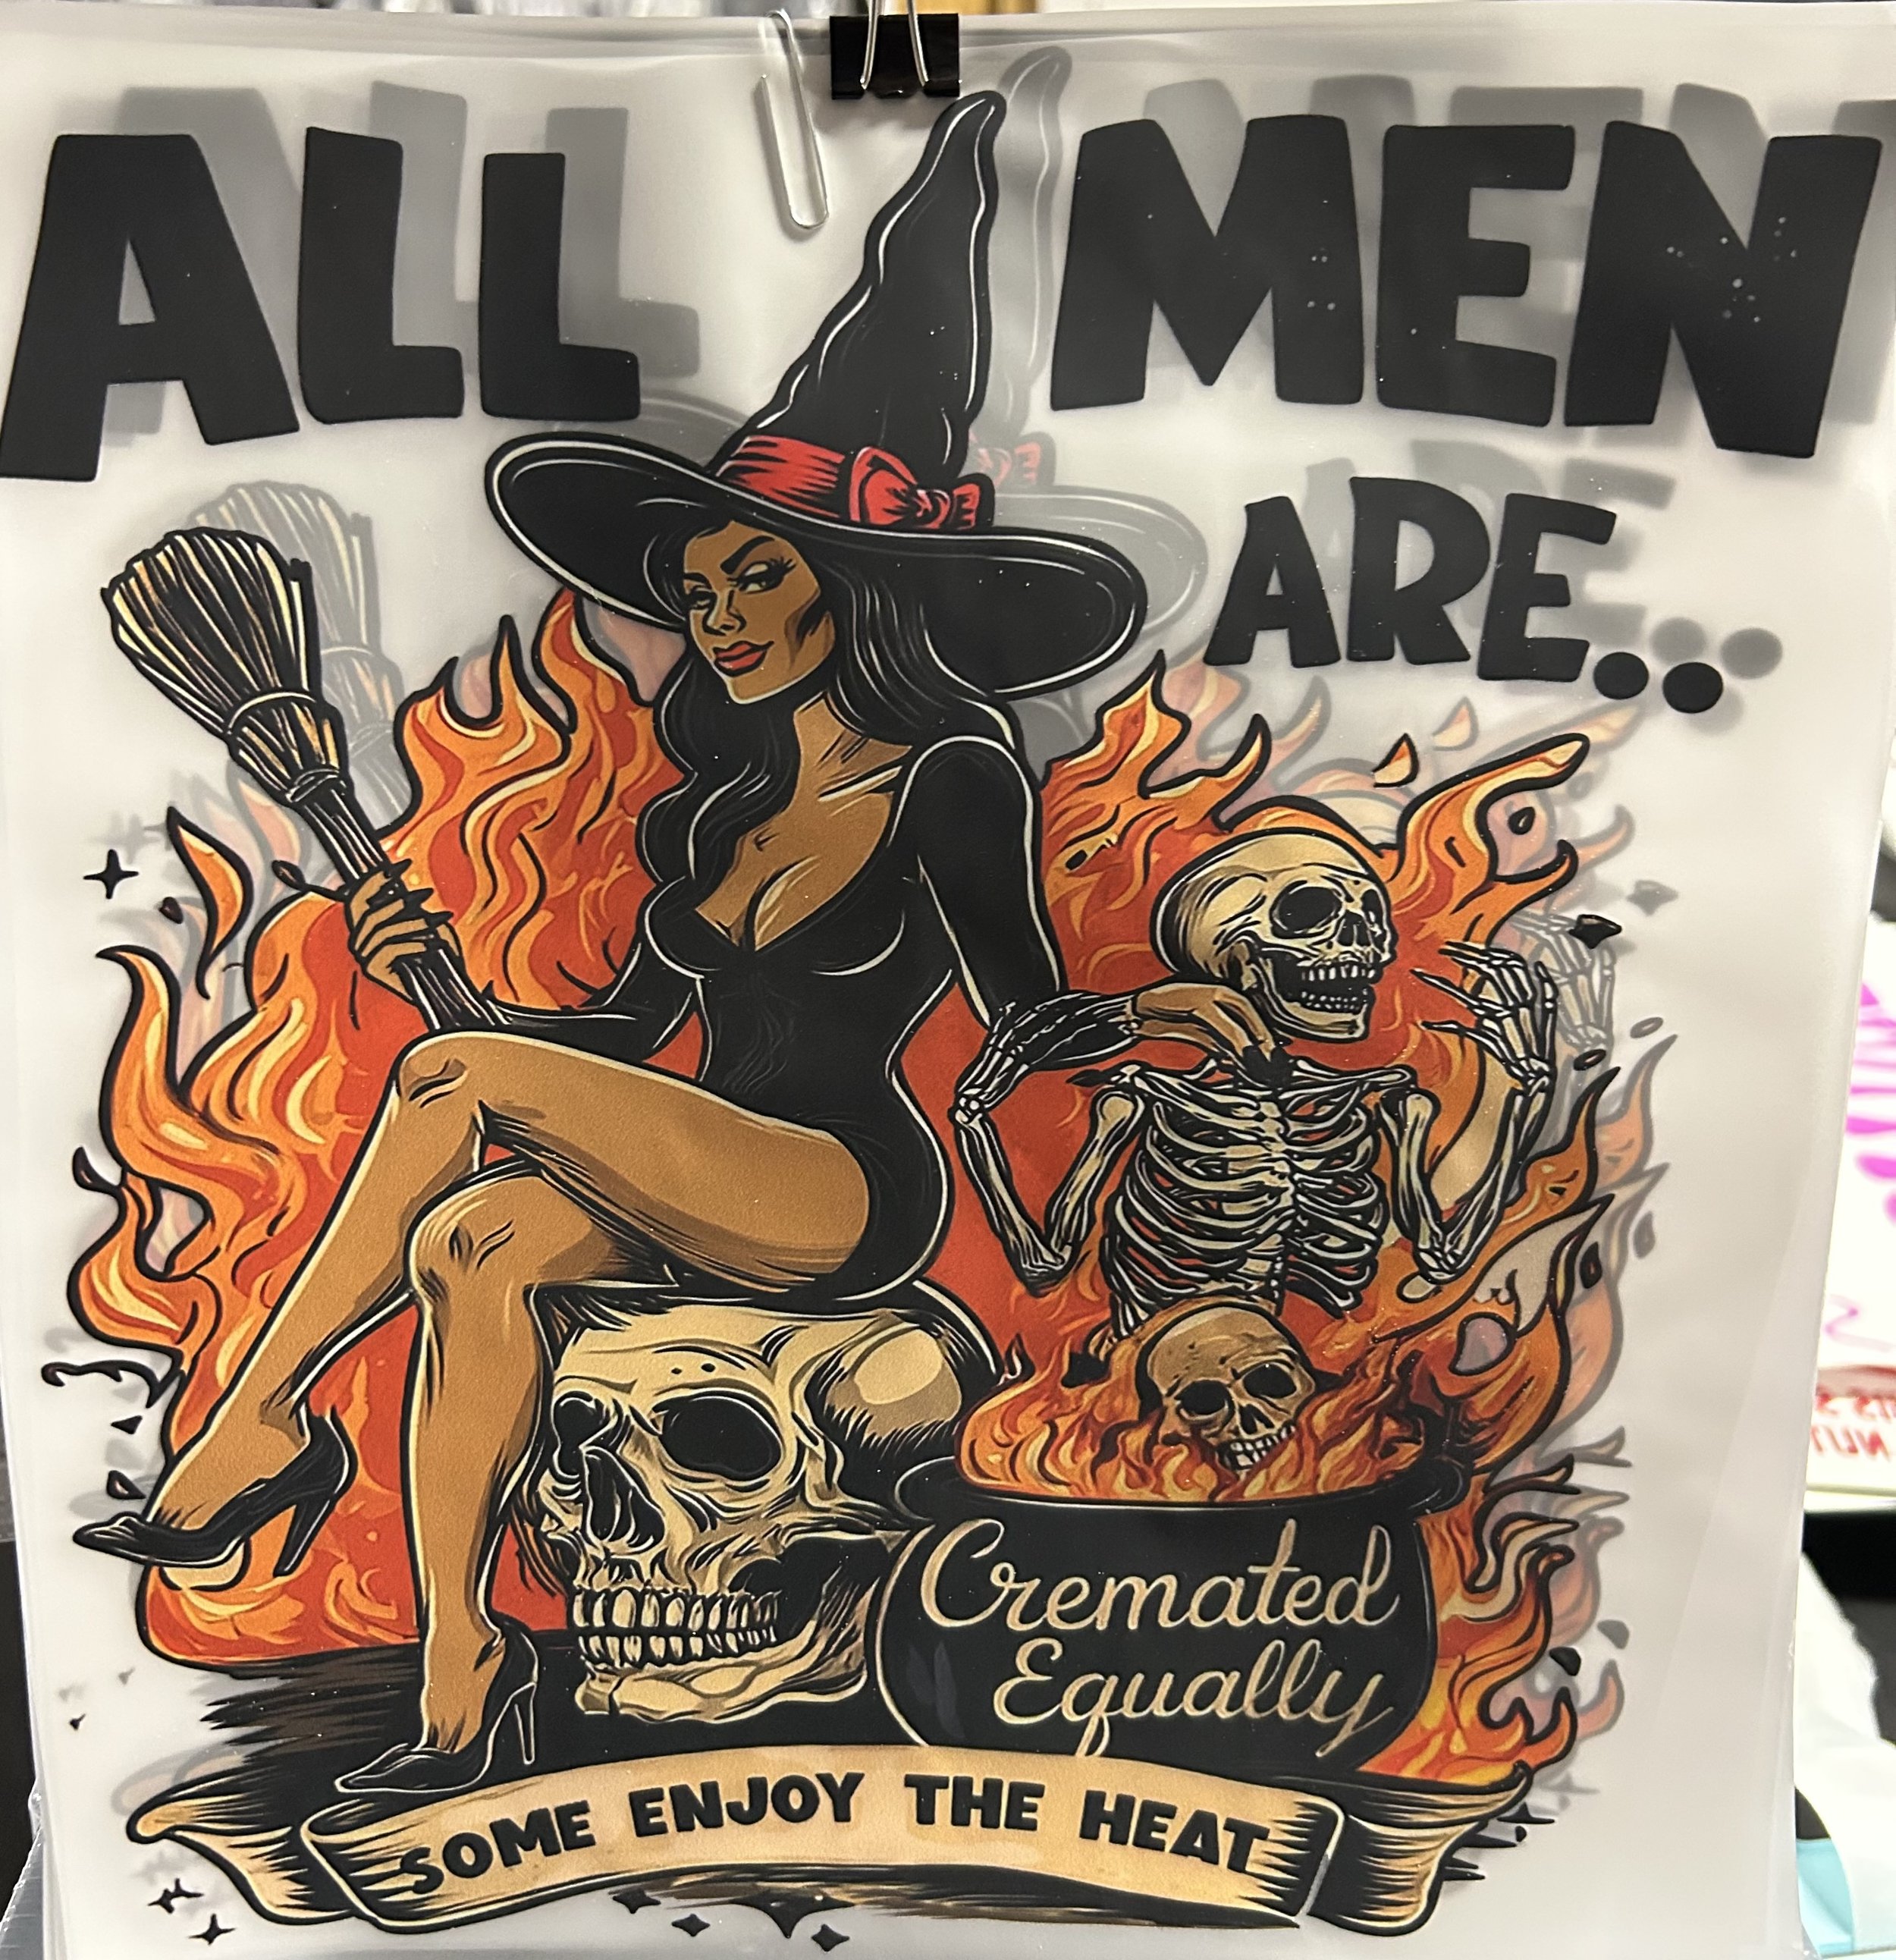 ALL MEN
ARE..
Cremated
Equally
SOME ENJOY THE HEAT